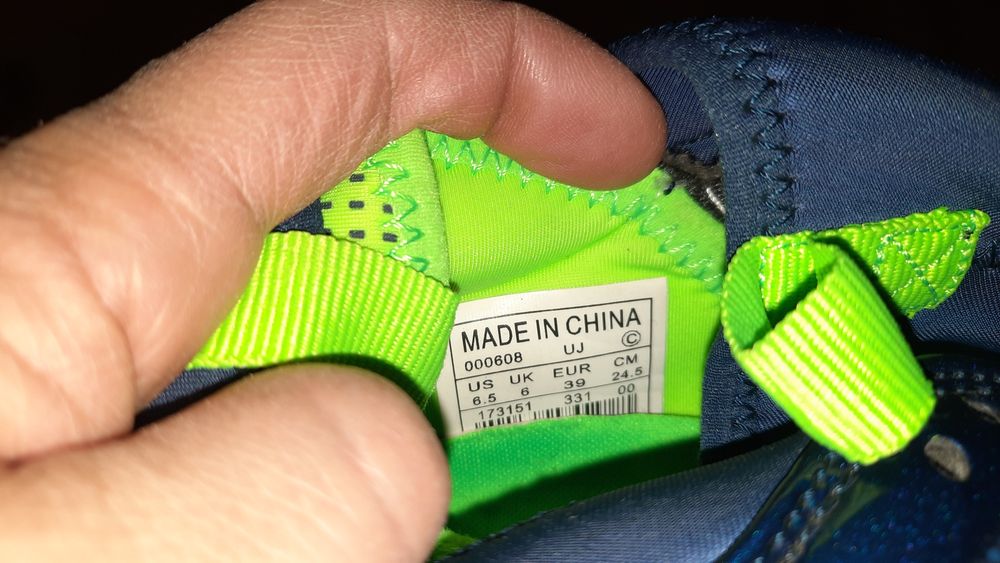 MADE IN CHINA
000608 UJ ©
US UK EUR CM
6.5 6 39 24.5
173151 331 00